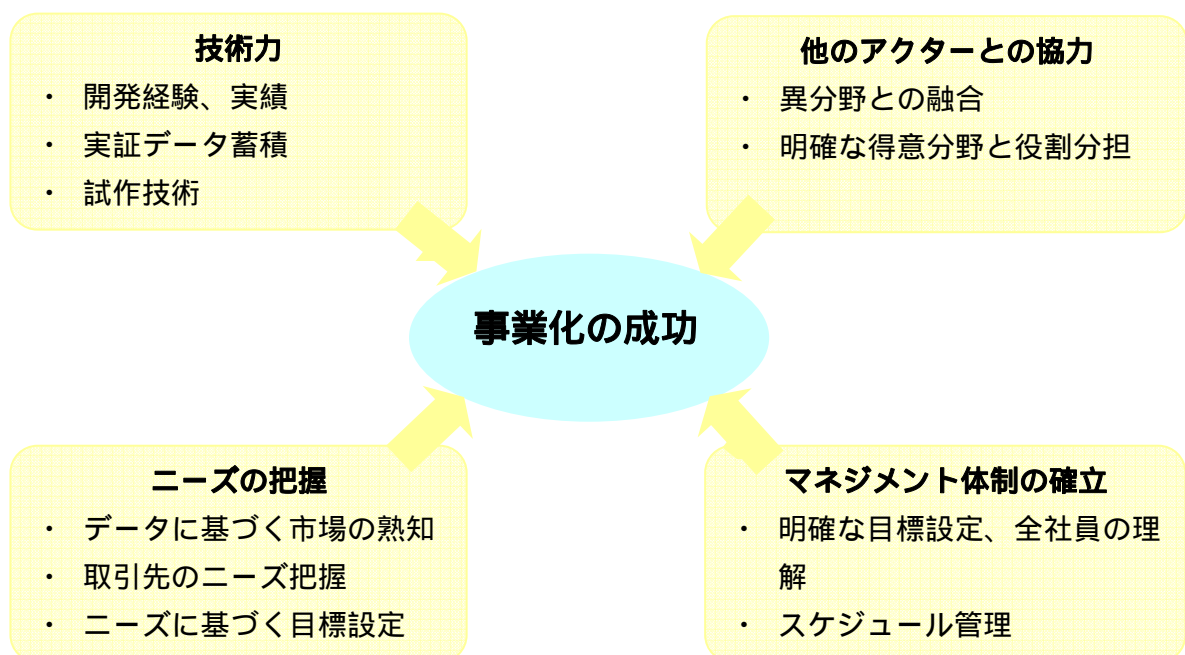 技術力
・ 開発経験、実績
・ 実証データ蓄積
・ 試作技術
他のアクターとの協力
・ 異分野との融合
・ 明確な得意分野と役割分担
事業化の成功
ニーズの把握
・ データに基づく市場の熟知
・ 取引先のニーズ把握
・ ニーズに基づく目標設定
マネジメント体制の確立
・ 明確な目標設定、全社員の理
解
・ スケジュール管理